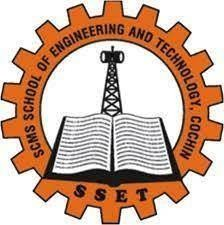 SCMS SCHOOL OF ENGINEERING AND TECHNOLOGY, COCHIN
SSET